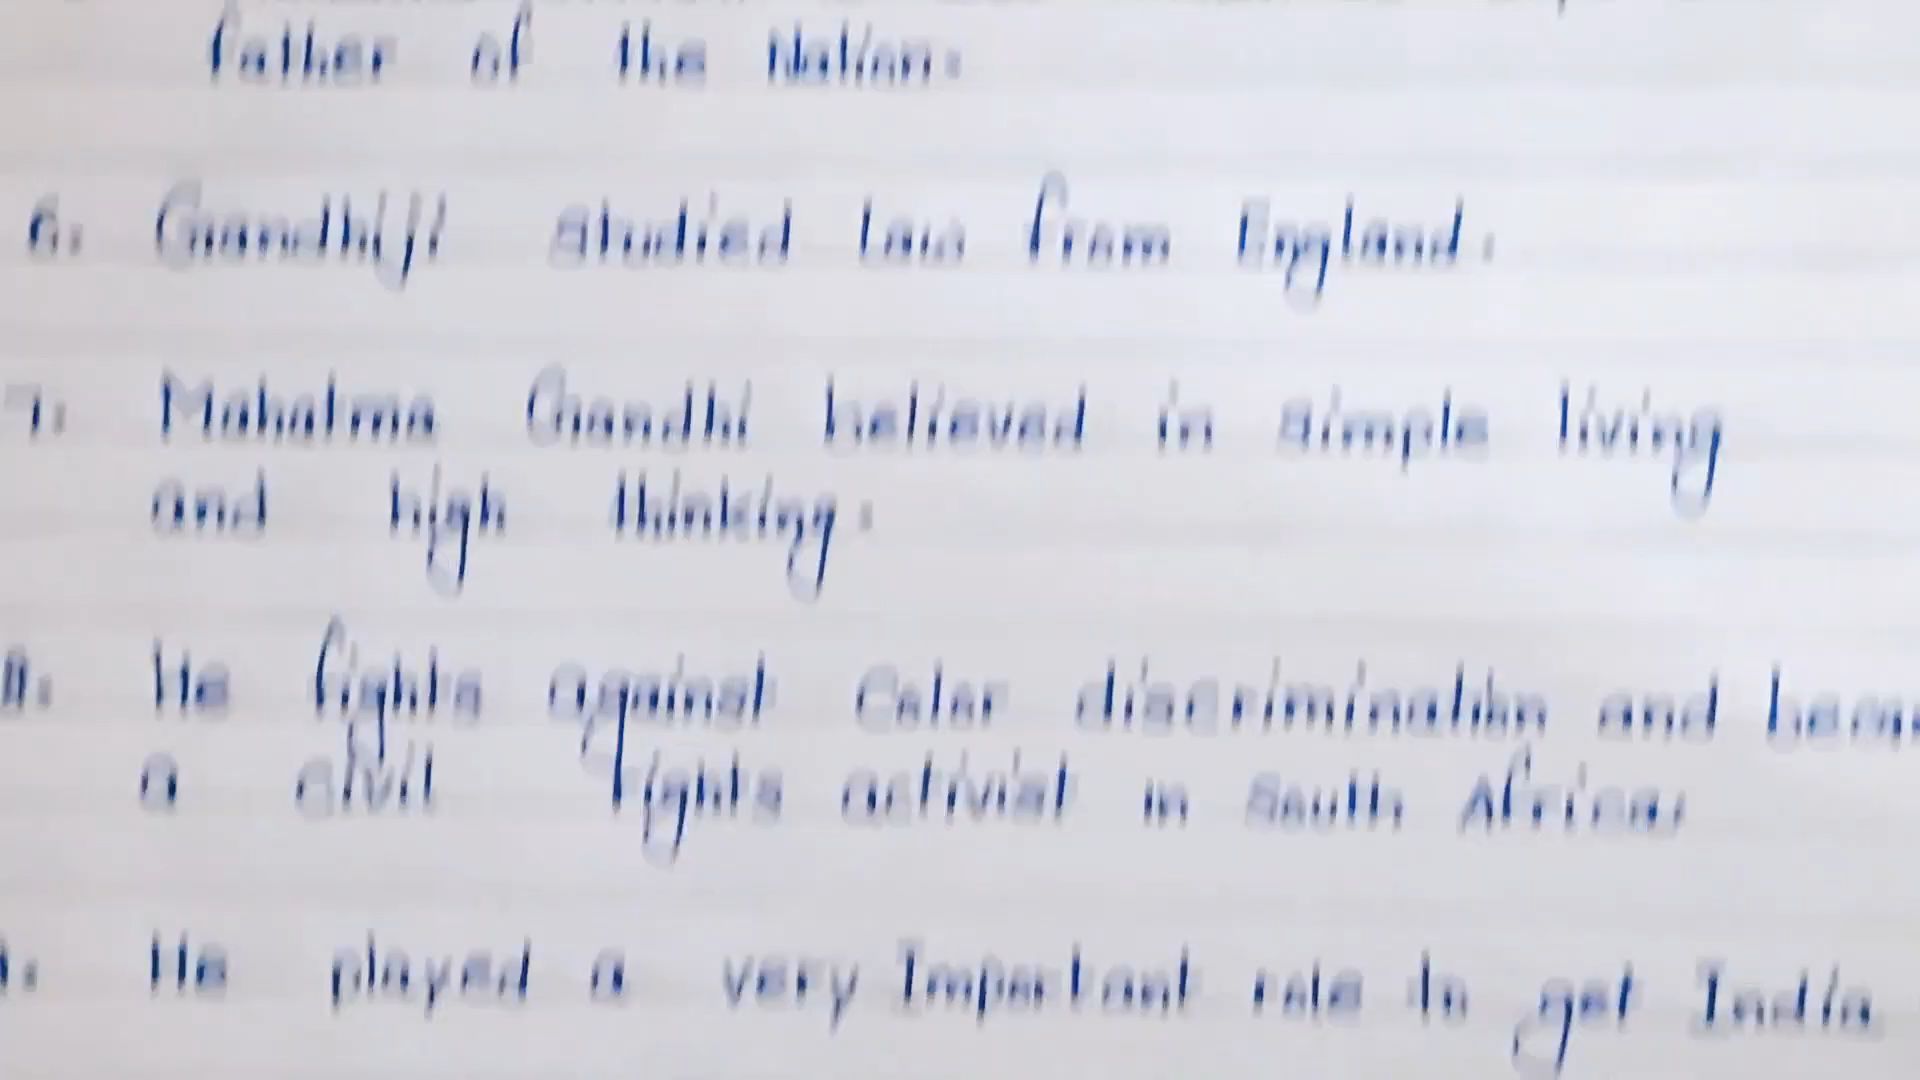 father of the Nation.
6. Gandhiji studied law from England.
7. Mahatma Gandhi believed in simple living
and high thinking.
8. He fights against color discrimination and
a civil rights activist in South Africa.
He played a very Important role to get India